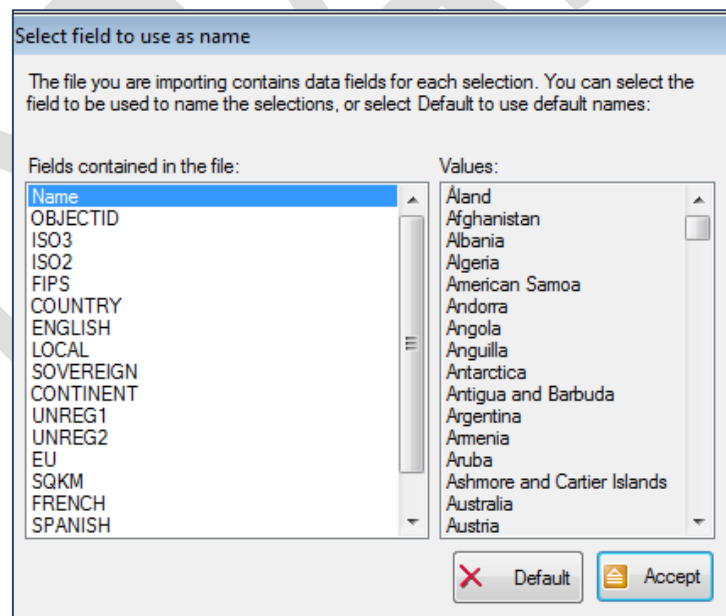 Select field to use as name
The file you are importing contains data fields for each selection. You can select the
field to be used to name the selections, or select Default to use default names:
Fields contained in the file:
Name
OBJECTID
ISO3
ISO2
FIPS
COUNTRY
ENGLISH
LOCAL
SOVEREIGN
CONTINENT
UNREG1
UNREG2
EU
SQKM
FRENCH
SPANISH
Values:
Åland
Afghanistan
Albania
Algeria
American Samoa
Andorra
Angola
Anguilla
Antarctica
Antigua and Barbuda
Argentina
Armenia
Aruba
Ashmore and Cartier Islands
Australia
Austria
Default
Accept